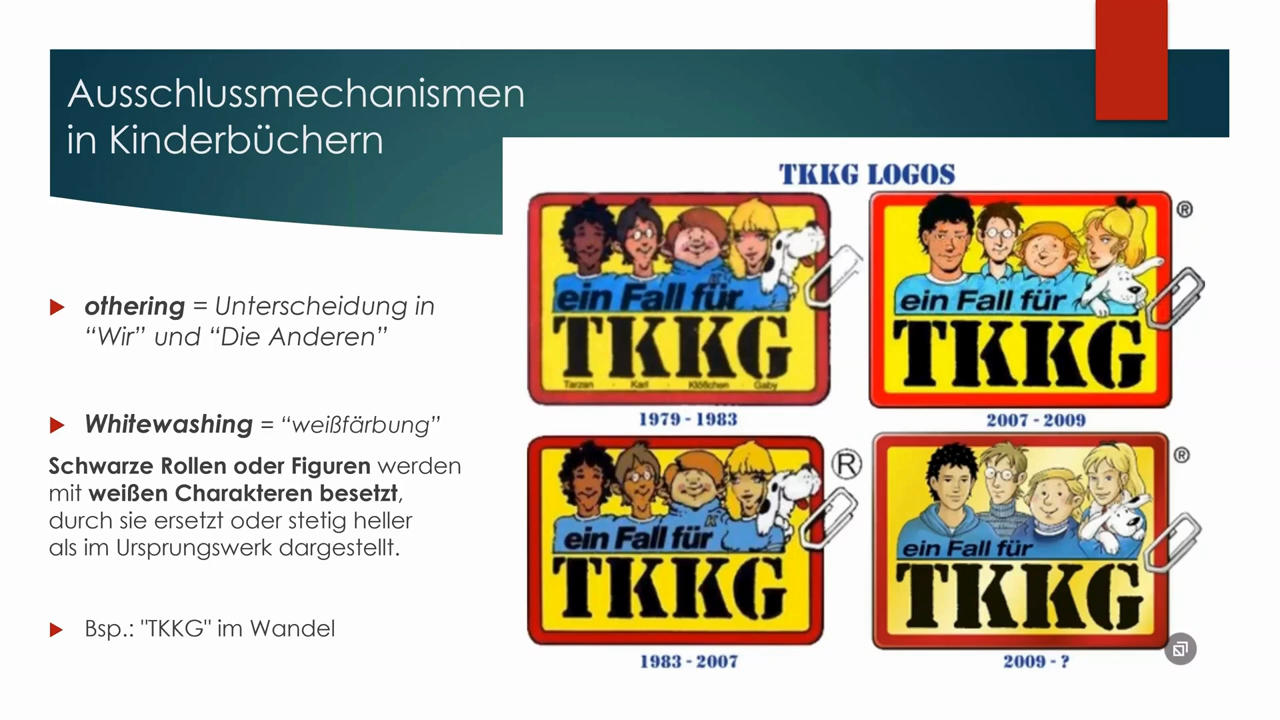 Ausschlussmechanismen
in Kinderbüchern
othering = Unterscheidung in
“Wir” und “Die Anderen”
Whitewashing = “weißfärbung”
Schwarze Rollen oder Figuren werden
mit weißen Charakteren besetzt,
durch sie ersetzt oder stetig heller
als im Ursprungswerk dargestellt.
Bsp.: "TKKG" im Wandel
TKKG LOGOS
ein Fall für
TKKG
Tarzan · Karl · Klößchen · Gaby
1979 - 1983
®
ein Fall für
TKKG
2007 - 2009
®
K
ein Fall für
TKKG
1983 - 2007
®
ein Fall für
TKKG
2009 - ?